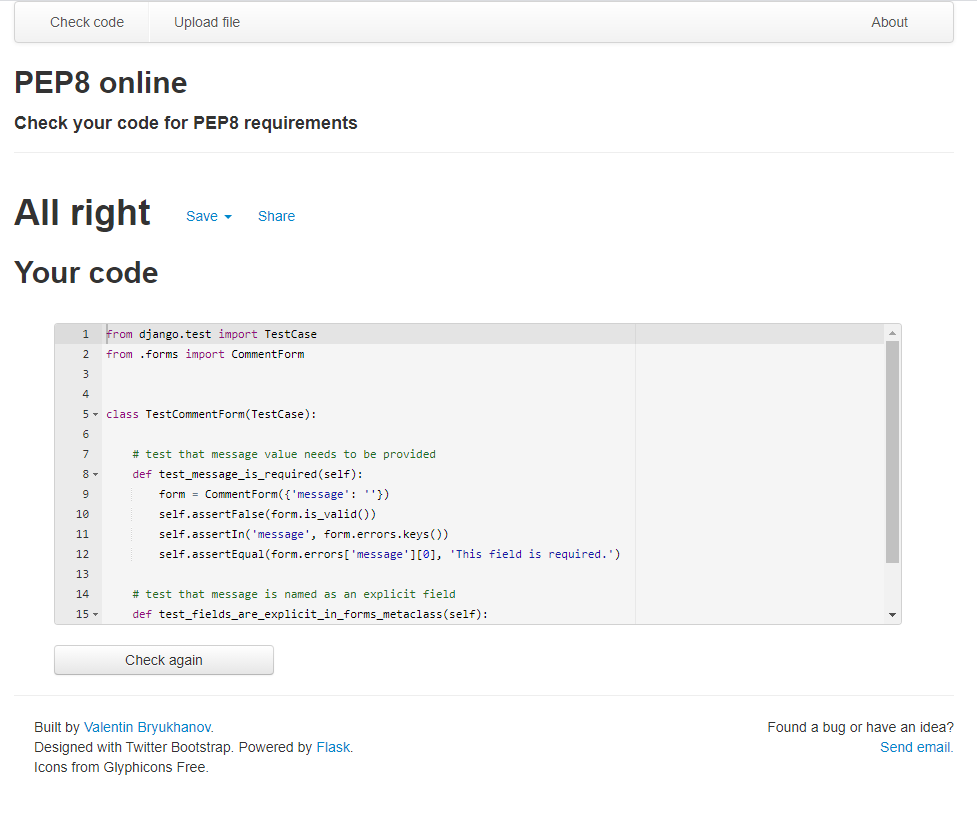 Check code Upload file About
PEP8 online
Check your code for PEP8 requirements
All right Save Share
Your code
1 from django.test import TestCase
2 from .forms import CommentForm
3
4
5 class TestCommentForm(TestCase):
6
7 # test that message value needs to be provided
8 def test_message_is_required(self):
9 form = CommentForm({'message': ''})
10 self.assertFalse(form.is_valid())
11 self.assertIn('message', form.errors.keys())
12 self.assertEqual(form.errors['message'][0], 'This field is required.')
13
14 # test that message is named as an explicit field
15 def test_fields_are_explicit_in_forms_metaclass(self):
Check again
Built by Valentin Bryukhanov. Found a bug or have an idea?
Designed with Twitter Bootstrap. Powered by Flask. Send email.
Icons from Glyphicons Free.